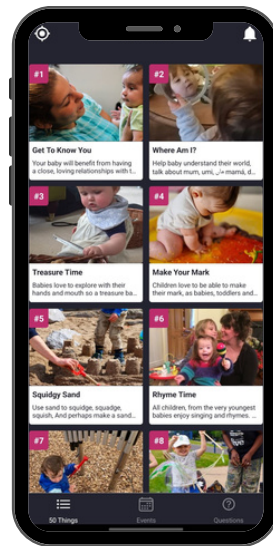 #1
#2
Get To Know You
Where Am I?
Your baby will benefit from having
a close, loving relationships with t...
Help baby understand their world,
talk about mum, umi, ماما, mama, d...
#3
#4
Treasure Time
Make Your Mark
Babies love to explore with their
hands and mouth so a treasure ba...
Children love to be able to make
their mark, as babies, toddlers and...
#5
#6
Squidgy Sand
Rhyme Time
Use sand to squidge, squadge,
squish, And perhaps make a sand...
All children, from the very youngest
babies enjoy singing and rhymes. ...
#7
#8
50 Things
Events
Questions